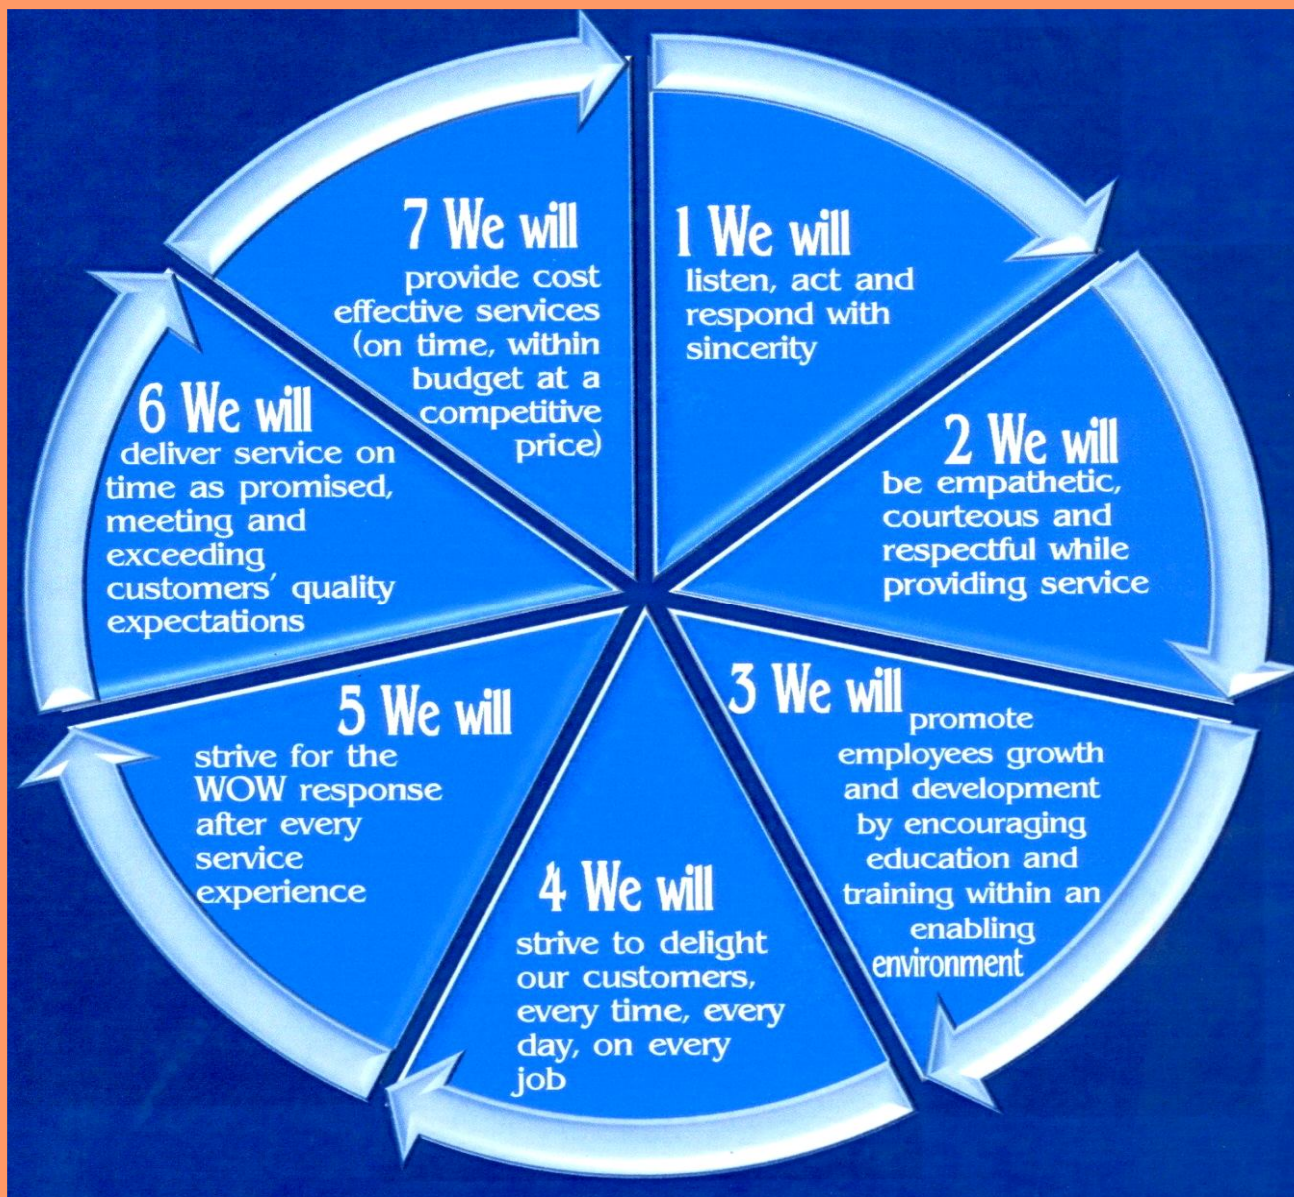 1 We will
listen, act and
respond with
sincerity
2 We will
be empathetic,
courteous and
respectful while
providing service
3 We will
promote
employees growth
and development
by encouraging
education and
training within an
enabling
environment
4 We will
strive to delight
our customers,
every time, every
day, on every
job
5 We will
strive for the
WOW response
after every
service
experience
6 We will
deliver service on
time as promised,
meeting and
exceeding
customers' quality
expectations
7 We will
provide cost
effective services
(on time, within
budget at a
competitive
price)